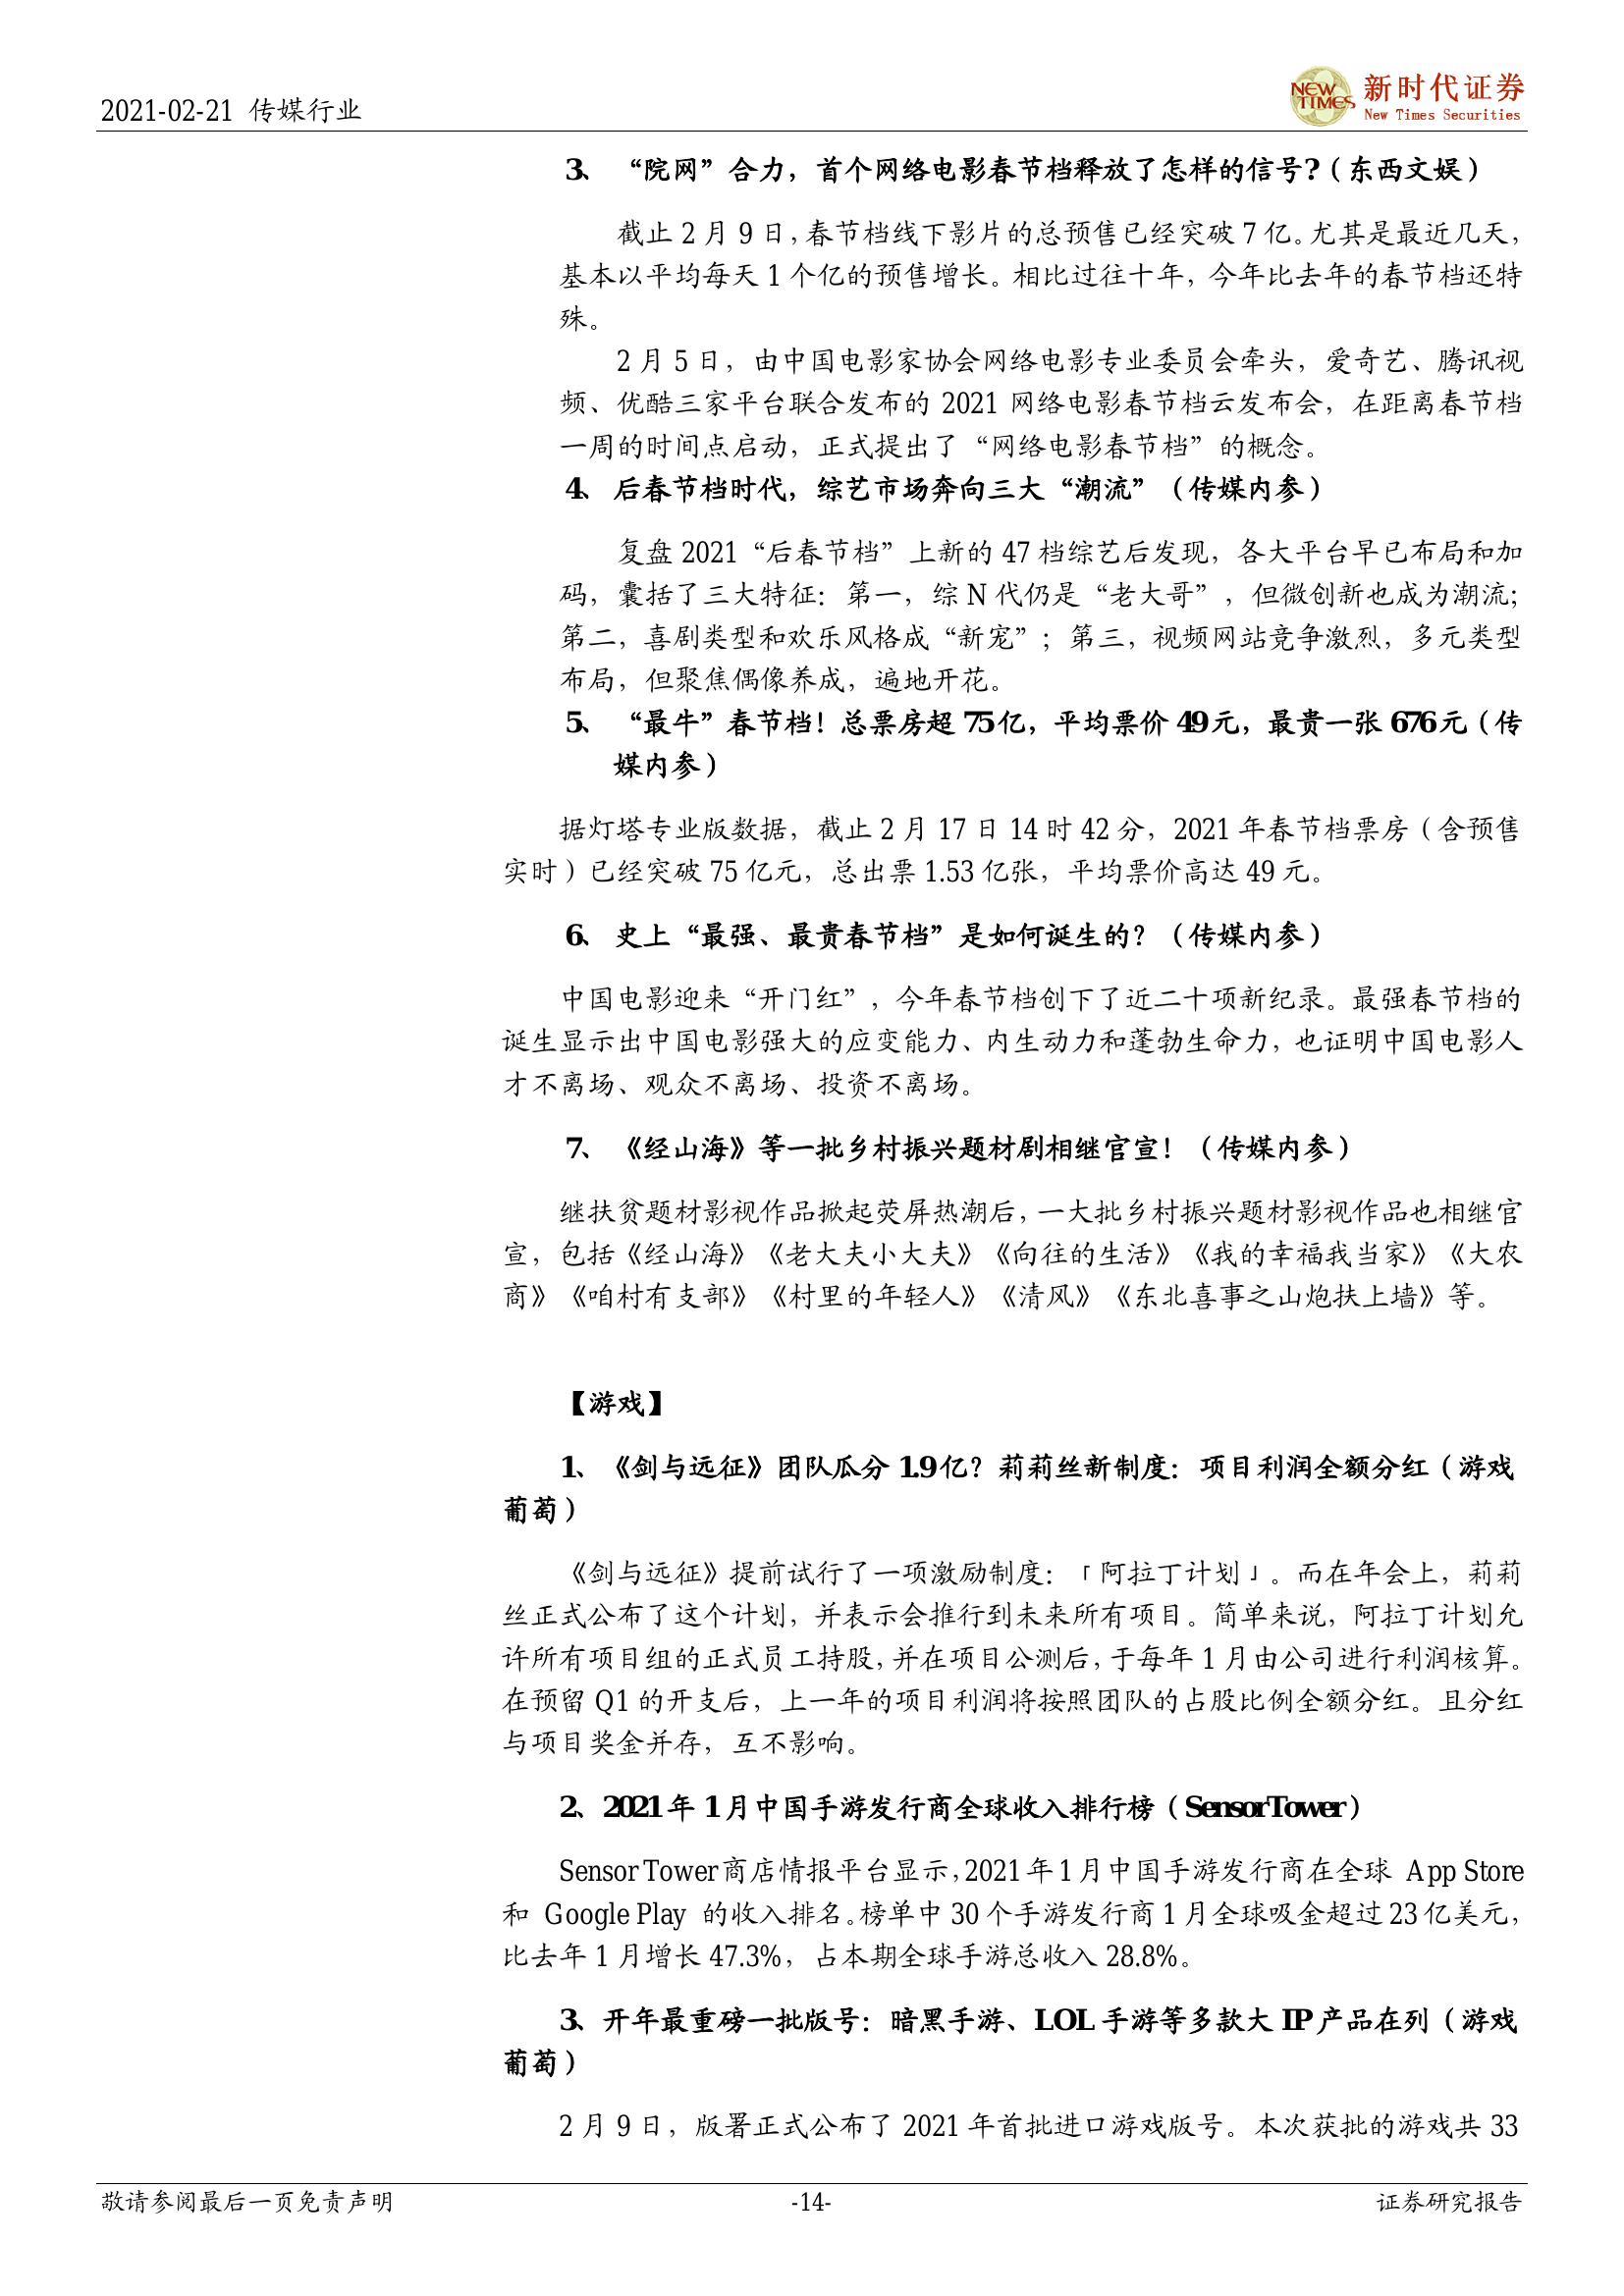 2021-02-21 传媒行业
NEW TIMES 新时代证券
New Times Securities
3、 “院网”合力，首个网络电影春节档释放了怎样的信号?（东西文娱）
截止 2 月 9 日，春节档线下影片的总预售已经突破 7 亿。尤其是最近几天，
基本以平均每天 1 个亿的预售增长。相比过往十年，今年比去年的春节档还特
殊。
2 月 5 日，由中国电影家协会网络电影专业委员会牵头，爱奇艺、腾讯视
频、优酷三家平台联合发布的 2021 网络电影春节档云发布会，在距离春节档
一周的时间点启动，正式提出了“网络电影春节档”的概念。
4、 后春节档时代，综艺市场奔向三大“潮流”（传媒内参）
复盘 2021“后春节档”上新的 47 档综艺后发现，各大平台早已布局和加
码，囊括了三大特征：第一，综 N 代仍是“老大哥”，但微创新也成为潮流；
第二，喜剧类型和欢乐风格成“新宠”；第三，视频网站竞争激烈，多元类型
布局，但聚焦偶像养成，遍地开花。
5、 “最牛”春节档！总票房超 75 亿，平均票价 49 元，最贵一张 676 元（传
媒内参）
据灯塔专业版数据，截止 2 月 17 日 14 时 42 分，2021 年春节档票房（含预售
实时）已经突破 75 亿元，总出票 1.53 亿张，平均票价高达 49 元。
6、 史上“最强、最贵春节档”是如何诞生的？（传媒内参）
中国电影迎来“开门红”，今年春节档创下了近二十项新纪录。最强春节档的
诞生显示出中国电影强大的应变能力、内生动力和蓬勃生命力，也证明中国电影人
才不离场、观众不离场、投资不离场。
7、 《经山海》等一批乡村振兴题材剧相继官宣！（传媒内参）
继扶贫题材影视作品掀起荧屏热潮后，一大批乡村振兴题材影视作品也相继官
宣，包括《经山海》《老大夫小大夫》《向往的生活》《我的幸福我当家》《大农
商》《咱村有支部》《村里的年轻人》《清风》《东北喜事之山炮扶上墙》等。
【游戏】
1、《剑与远征》团队瓜分 1.9 亿？莉莉丝新制度：项目利润全额分红（游戏
葡萄）
《剑与远征》提前试行了一项激励制度：「阿拉丁计划」。而在年会上，莉莉
丝正式公布了这个计划，并表示会推行到未来所有项目。简单来说，阿拉丁计划允
许所有项目组的正式员工持股，并在项目公测后，于每年 1 月由公司进行利润核算。
在预留 Q1 的开支后，上一年的项目利润将按照团队的占股比例全额分红。且分红
与项目奖金并存，互不影响。
2、2021 年 1 月中国手游发行商全球收入排行榜（SensorTower）
Sensor Tower 商店情报平台显示，2021 年 1 月中国手游发行商在全球 App Store
和 Google Play 的收入排名。榜单中 30 个手游发行商 1 月全球吸金超过 23 亿美元，
比去年 1 月增长 47.3%，占本期全球手游总收入 28.8%。
3、开年最重磅一批版号：暗黑手游、LOL 手游等多款大 IP 产品在列（游戏
葡萄）
2 月 9 日，版署正式公布了 2021 年首批进口游戏版号。本次获批的游戏共 33
敬请参阅最后一页免责声明 -14- 证券研究报告